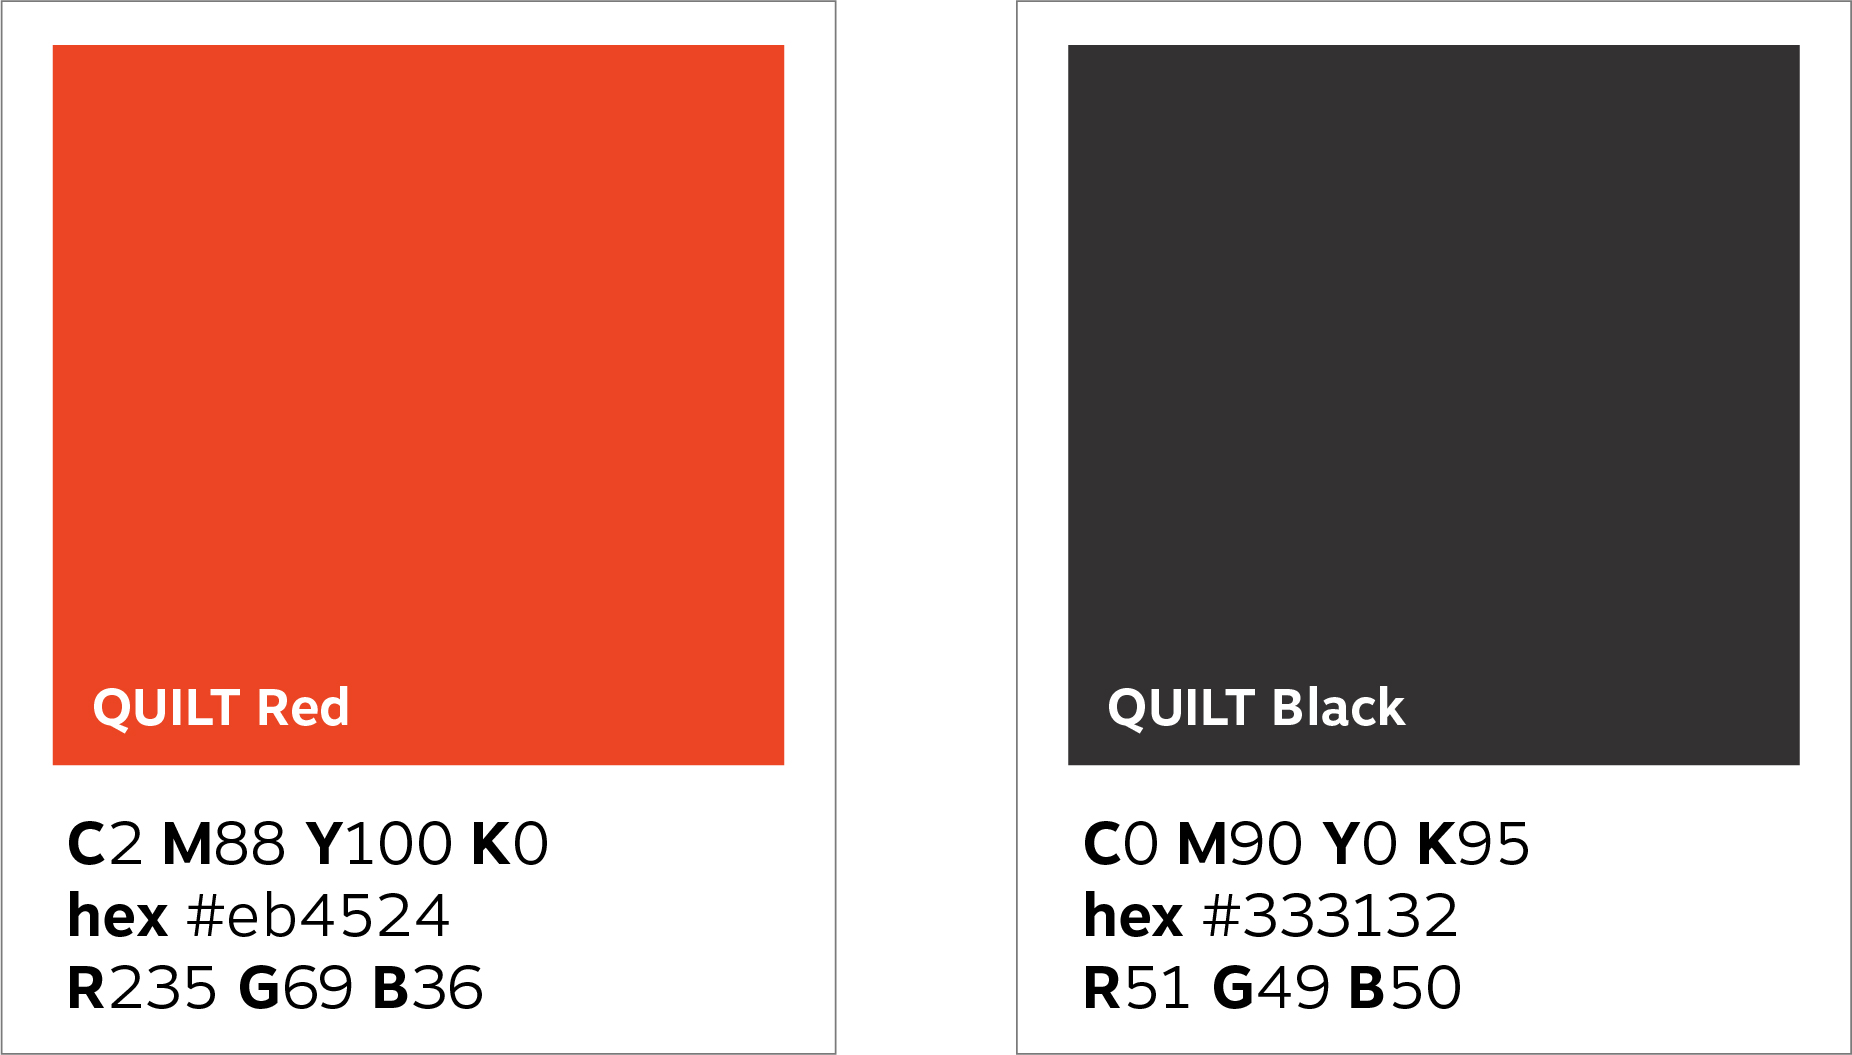 QUILT Red
C2 M88 Y100 K0
hex #eb4524
R235 G69 B36
QUILT Black
C0 M90 Y0 K95
hex #333132
R51 G49 B50